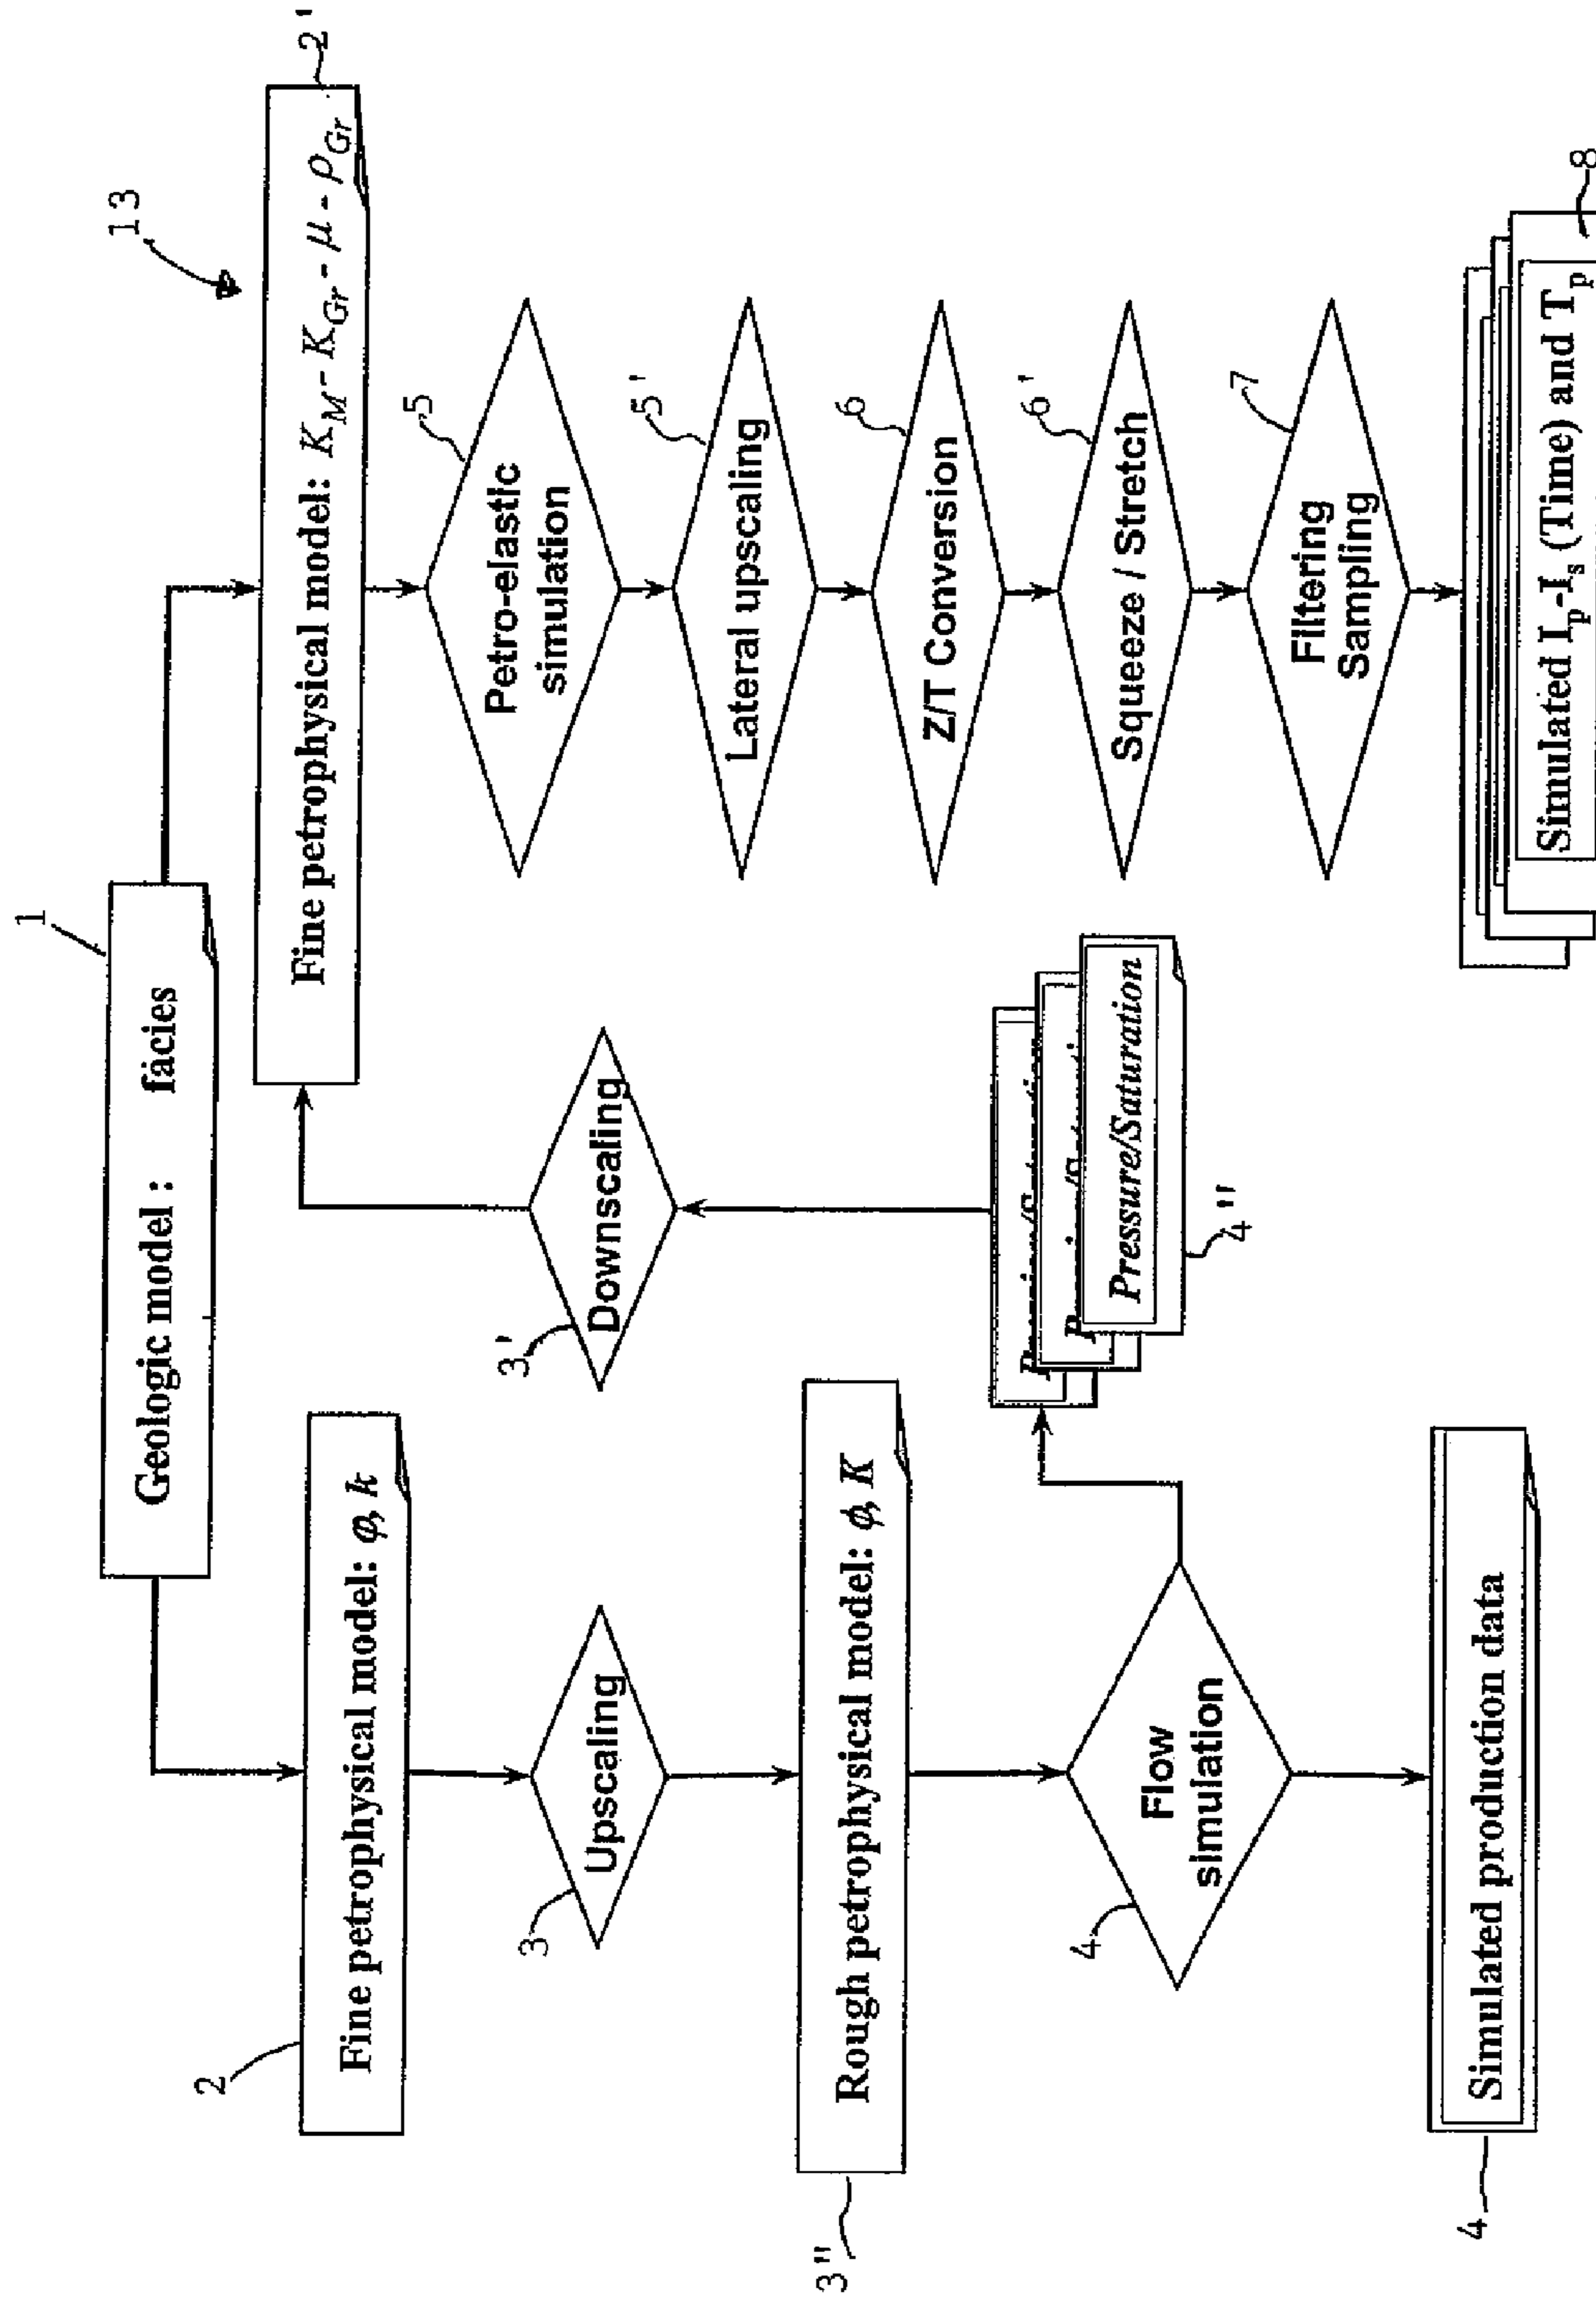 1
Geologic model : facies
13
2
Fine petrophysical model: φ, k
Fine petrophysical model: K_M - K_Gr - μ - ρ_Gr
2'
3
Upscaling
3'
Downscaling
5
Petro-elastic
simulation
5'
Lateral upscaling
3"
Rough petrophysical model: ϕ, K
6
Z/T Conversion
4
Flow
simulation
Pressure/Saturation
4"
6'
Squeeze / Stretch
7
Filtering
Sampling
4
Simulated production data
Simulated I_p-I_s (Time) and T_p
8